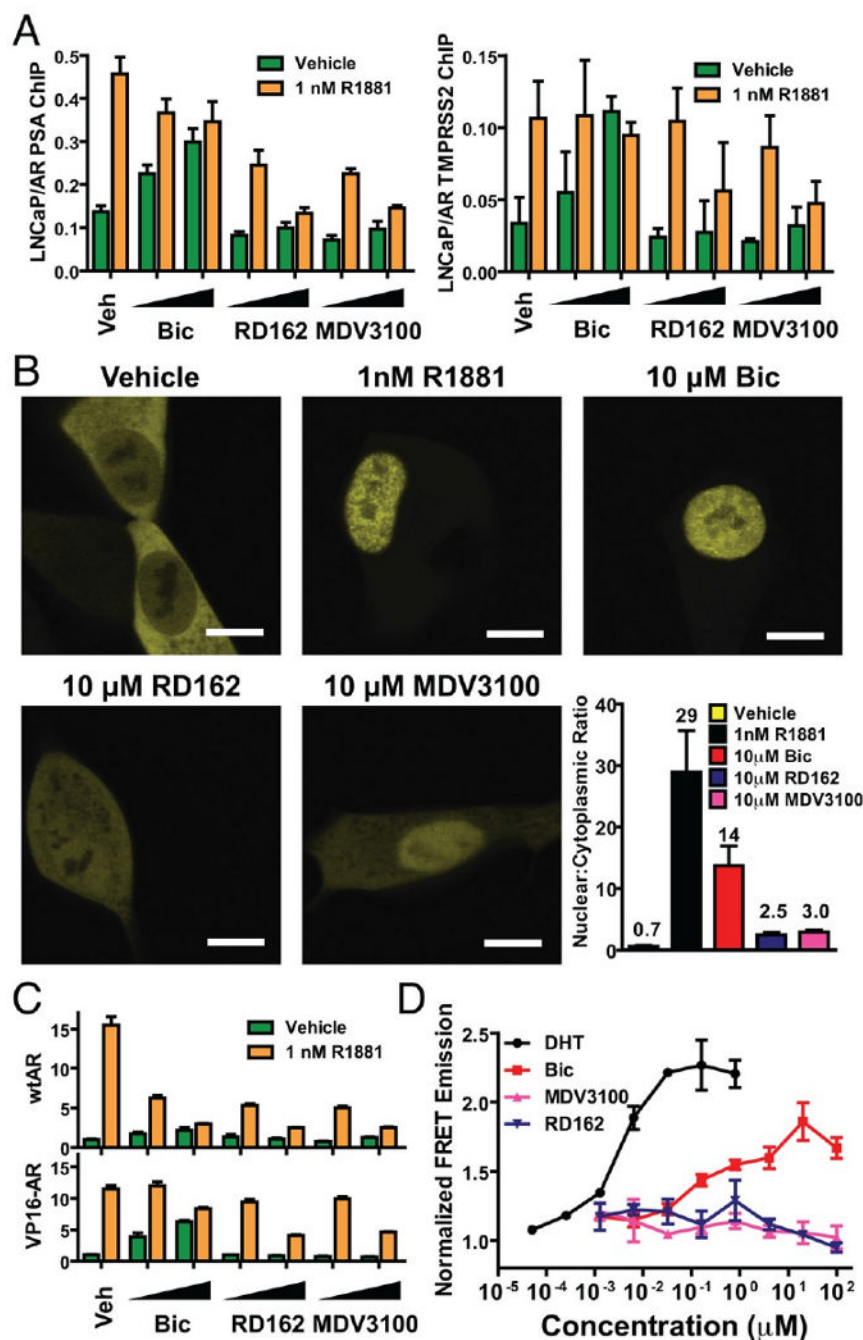 A
LNCaP/AR PSA ChIP
0.5
0.4
0.3
0.2
0.1
0.0
Vehicle
1 nM R1881
Veh
Bic
RD162 MDV3100
LNCaP/AR TMPRSS2 ChIP
0.15
0.10
0.05
0.00
Vehicle
1 nM R1881
Veh
Bic
RD162 MDV3100
B
Vehicle
1nM R1881
10 µM Bic
10 µM RD162
10 µM MDV3100
Nuclear:Cytoplasmic Ratio
40
30
20
10
0
0.7
29
14
2.5
3.0
Vehicle
1nM R1881
10µM Bic
10µM RD162
10µM MDV3100
C
wtAR
15
10
5
0
Vehicle
1 nM R1881
VP16-AR
15
10
5
0
Veh
Bic
RD162 MDV3100
D
Normalized FRET Emission
2.5
2.0
1.5
1.0
DHT
Bic
MDV3100
RD162
10⁻⁵ 10⁻⁴ 10⁻³ 10⁻² 10⁻¹ 10⁰ 10¹ 10²
Concentration (µM)